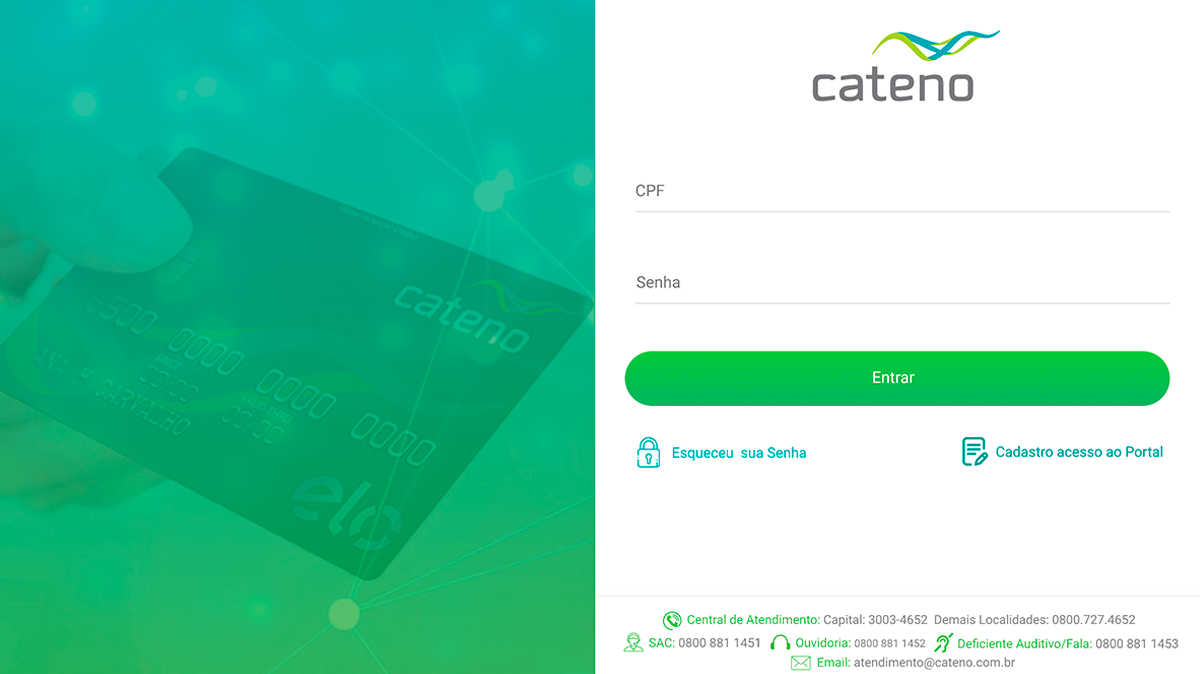 cateno
5500 0000 0000 0000
CARVALHO
elo
cateno
CPF
Senha
Entrar
Esqueceu sua Senha
Cadastro acesso ao Portal
Central de Atendimento: Capital: 3003-4652 Demais Localidades: 0800.727.4652
SAC: 0800 881 1451 Ouvidoria: 0800 881 1452 Deficiente Auditivo/Fala: 0800 881 1453
Email: atendimento@cateno.com.br